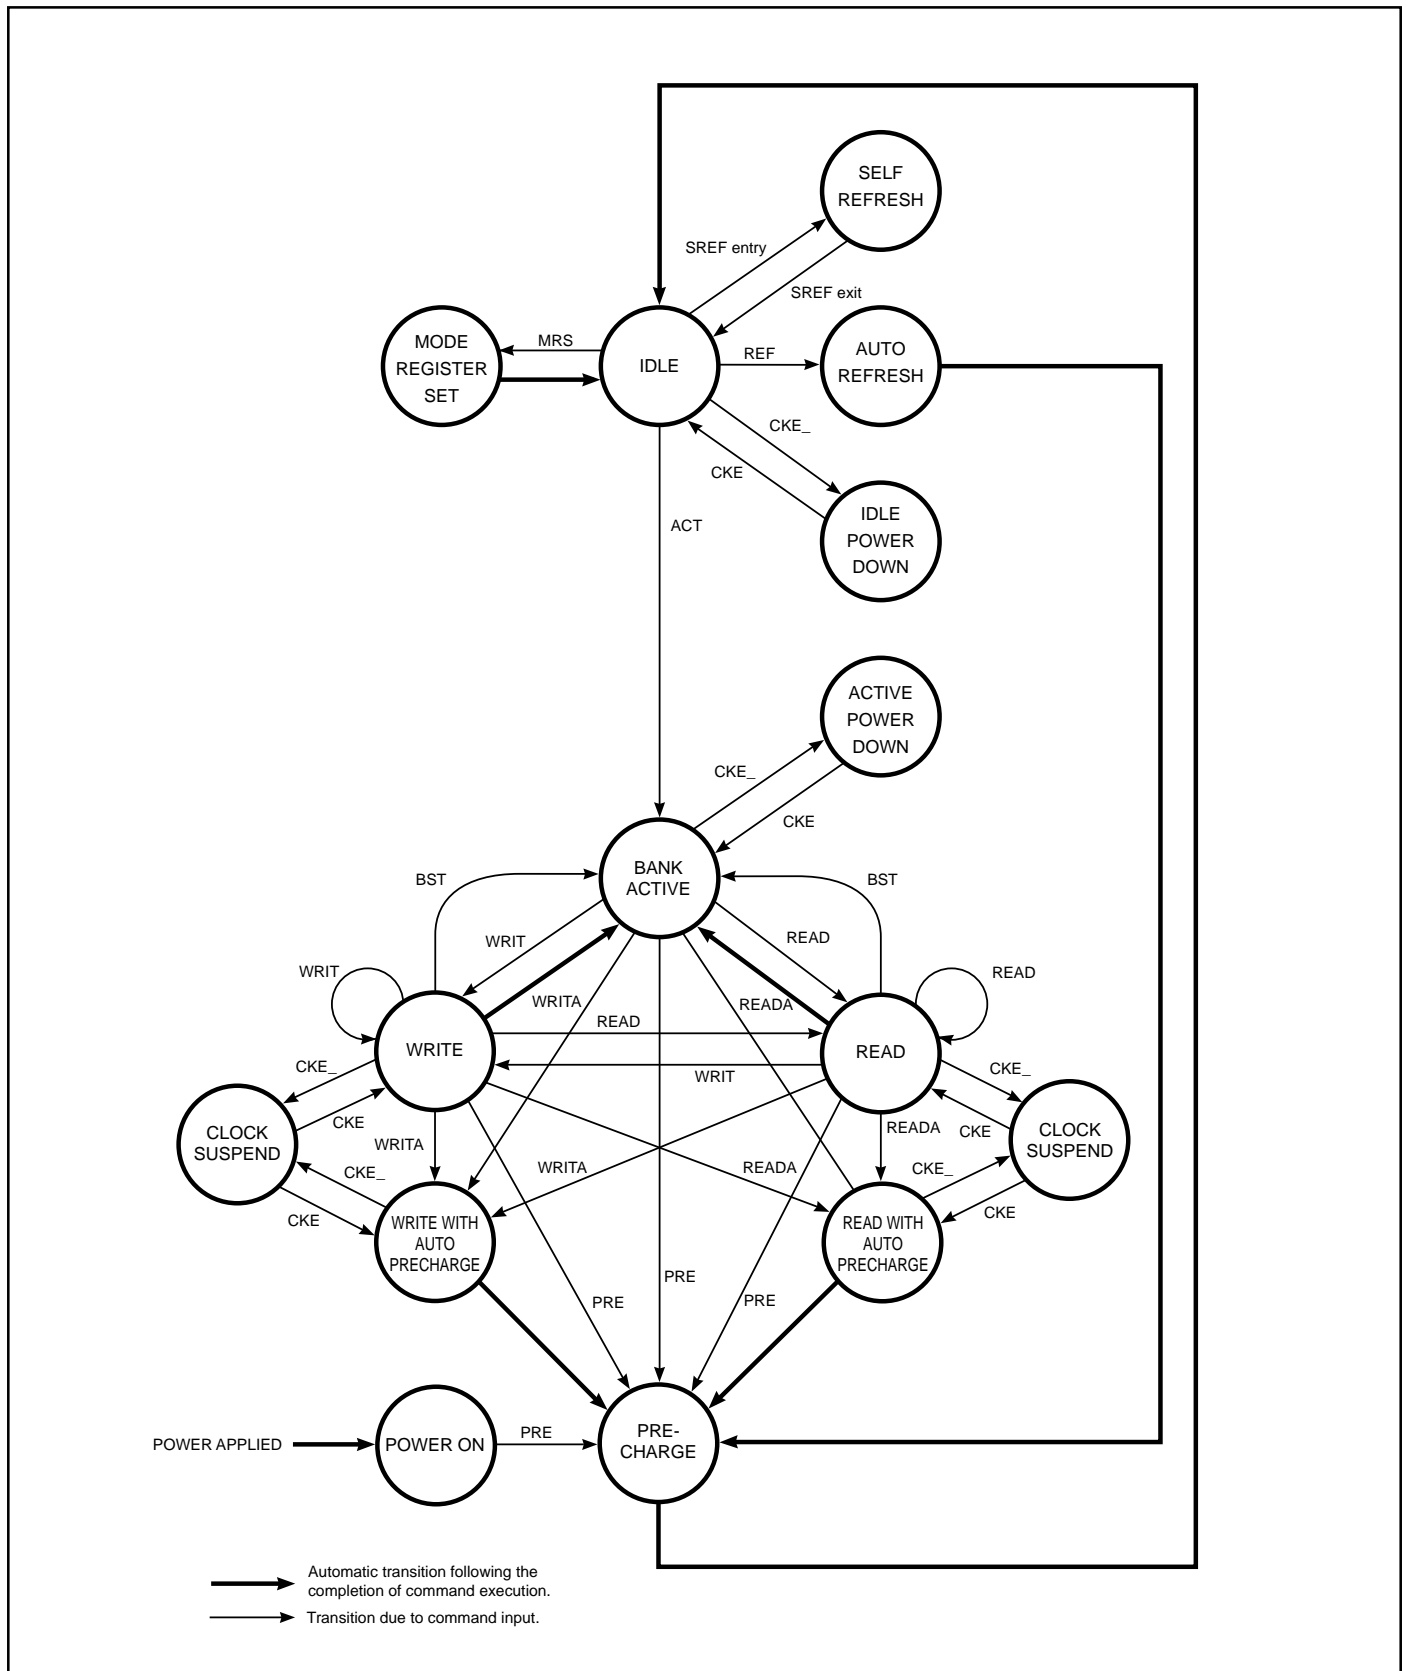 SELF
REFRESH
SREF entry
SREF exit
MODE
REGISTER
SET
MRS
IDLE
REF
AUTO
REFRESH
CKE_
CKE
IDLE
POWER
DOWN
ACT
ACTIVE
POWER
DOWN
CKE_
CKE
BANK
ACTIVE
BST
BST
WRIT
READ
WRIT
READ
WRITA
READA
READ
WRITE
READ
WRIT
CKE_
CKE_
CKE
CKE
CLOCK
SUSPEND
CLOCK
SUSPEND
WRITA
READA
CKE_
WRITA
READA
CKE_
CKE
CKE
WRITE WITH
AUTO
PRECHARGE
READ WITH
AUTO
PRECHARGE
PRE
PRE
PRE
POWER APPLIED
POWER ON
PRE
PRE-
CHARGE
Automatic transition following the
completion of command execution.
Transition due to command input.